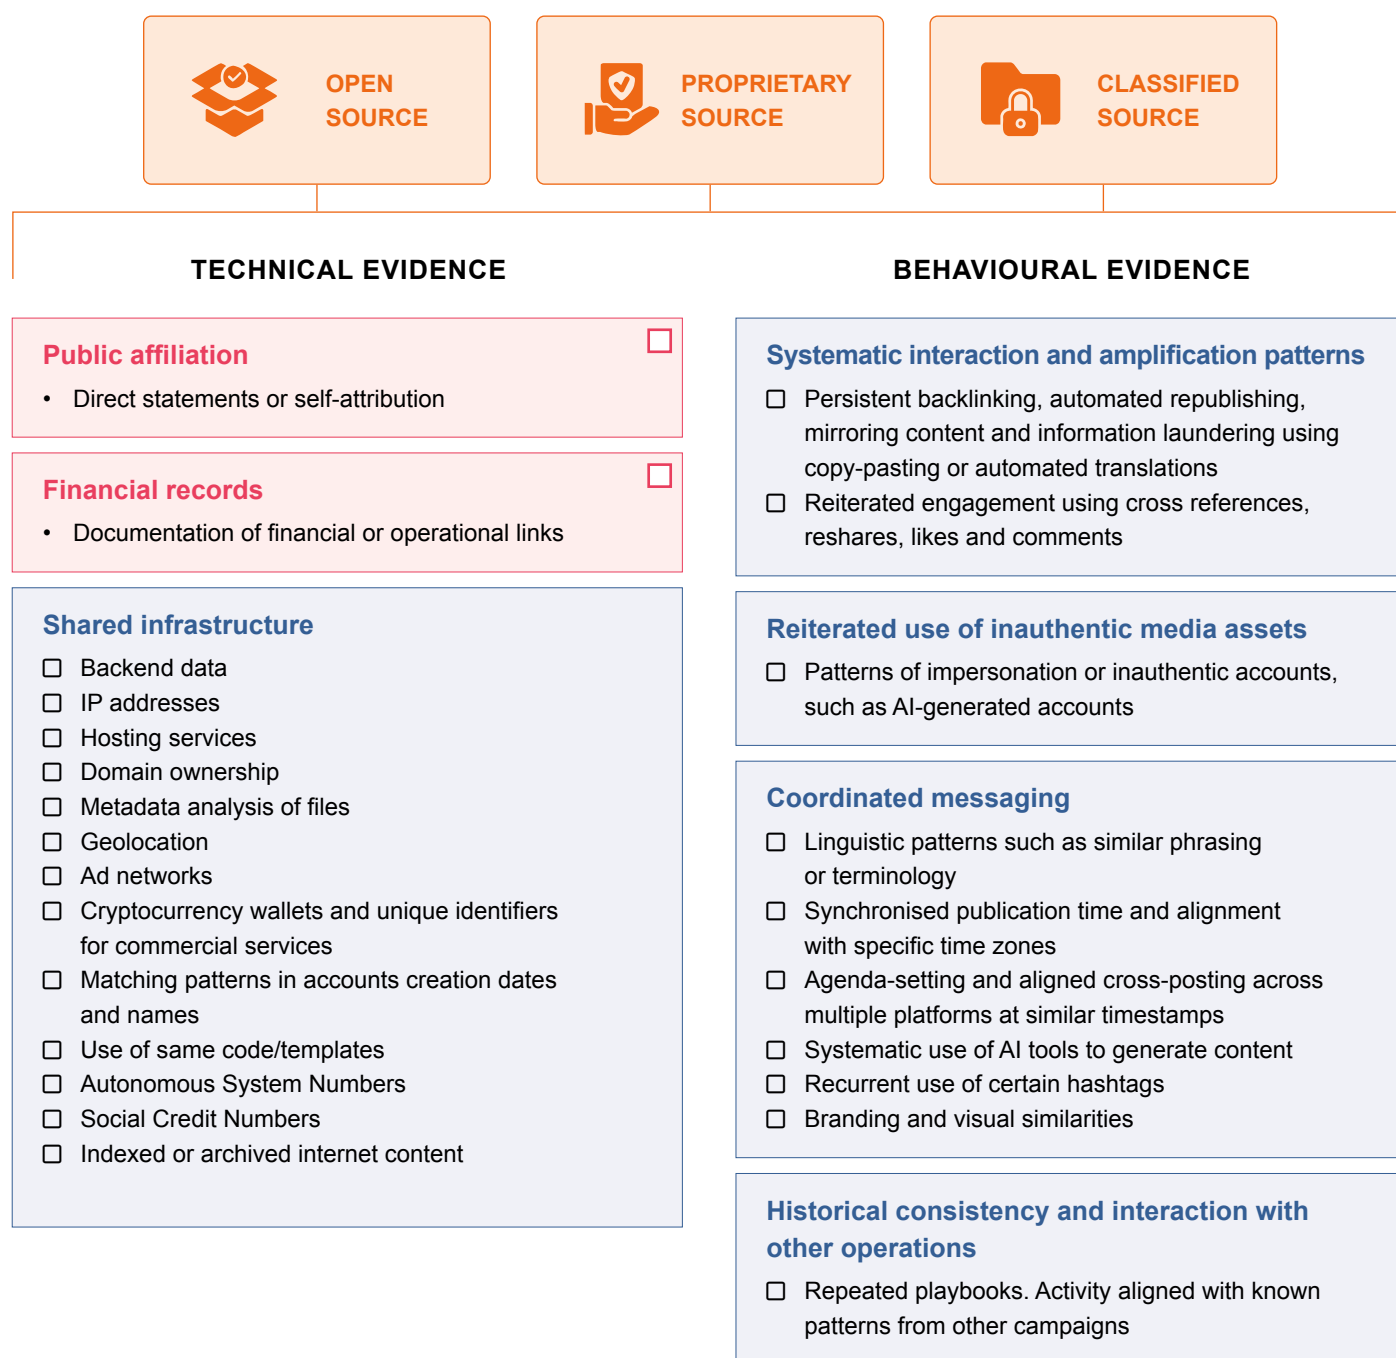 OPEN
SOURCE
PROPRIETARY
SOURCE
CLASSIFIED
SOURCE
TECHNICAL EVIDENCE
Public affiliation
• Direct statements or self-attribution
Financial records
• Documentation of financial or operational links
Shared infrastructure
Backend data
IP addresses
Hosting services
Domain ownership
Metadata analysis of files
Geolocation
Ad networks
Cryptocurrency wallets and unique identifiers
for commercial services
Matching patterns in accounts creation dates
and names
Use of same code/templates
Autonomous System Numbers
Social Credit Numbers
Indexed or archived internet content
BEHAVIOURAL EVIDENCE
Systematic interaction and amplification patterns
Persistent backlinking, automated republishing,
mirroring content and information laundering using
copy-pasting or automated translations
Reiterated engagement using cross references,
reshares, likes and comments
Reiterated use of inauthentic media assets
Patterns of impersonation or inauthentic accounts,
such as AI-generated accounts
Coordinated messaging
Linguistic patterns such as similar phrasing
or terminology
Synchronised publication time and alignment
with specific time zones
Agenda-setting and aligned cross-posting across
multiple platforms at similar timestamps
Systematic use of AI tools to generate content
Recurrent use of certain hashtags
Branding and visual similarities
Historical consistency and interaction with
other operations
Repeated playbooks. Activity aligned with known
patterns from other campaigns